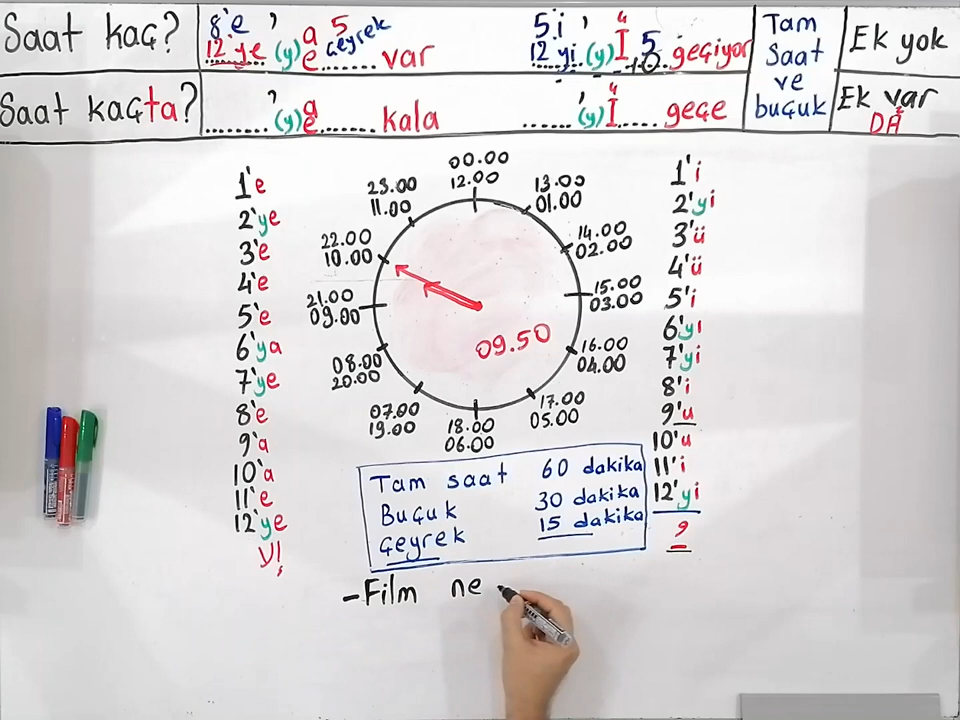 Saat kaç?
8'e ' a 5 çeyrek
12'ye (y) e ........ var
5'i ' 4
12'yi (y) I 5 10 geçiyor
Tam
Saat
ve
buçuk
Ek yok
Saat kaçta?
........ '(y) a e ....... kala
...... '(y) I 4 ..... geçe
Ek var
DA
1'e
2'ye
3'e
4'e
5'e
6'ya
7'ye
8'e
9'a
10'a
11'e
12'ye
00.00
12.00
13.00
01.00
14.00
02.00
15.00
03.00
16.00
04.00
17.00
05.00
18.00
06.00
07.00
19.00
08.00
20.00
21.00
09.00
22.00
10.00
23.00
11.00
09.50
1'i
2'yi
3'ü
4'ü
5'i
6'yı
7'yi
8'i
9'u
10'u
11'i
12'yi
Tam saat 60 dakika
Buçuk 30 dakika
Çeyrek 15 dakika
-Film ne